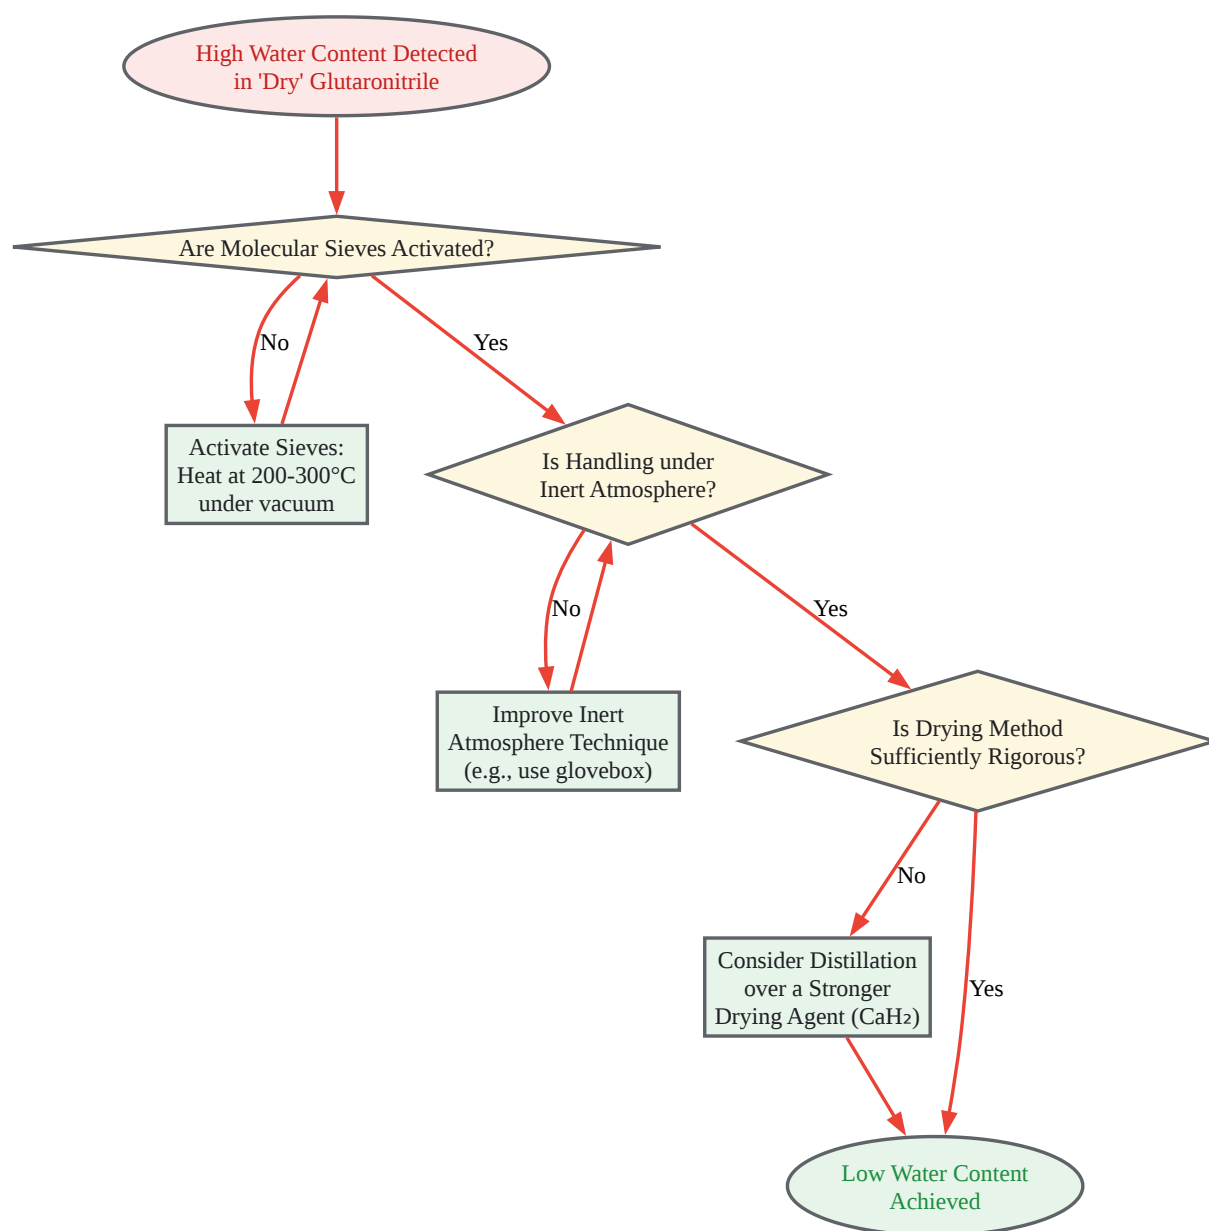 High Water Content Detected
in 'Dry' Glutaronitrile
Are Molecular Sieves Activated?
No
Yes
Activate Sieves:
Heat at 200-300°C
under vacuum
Is Handling under
Inert Atmosphere?
No
Yes
Improve Inert
Atmosphere Technique
(e.g., use glovebox)
Is Drying Method
Sufficiently Rigorous?
No
Yes
Consider Distillation
over a Stronger
Drying Agent (CaH₂)
Low Water Content
Achieved